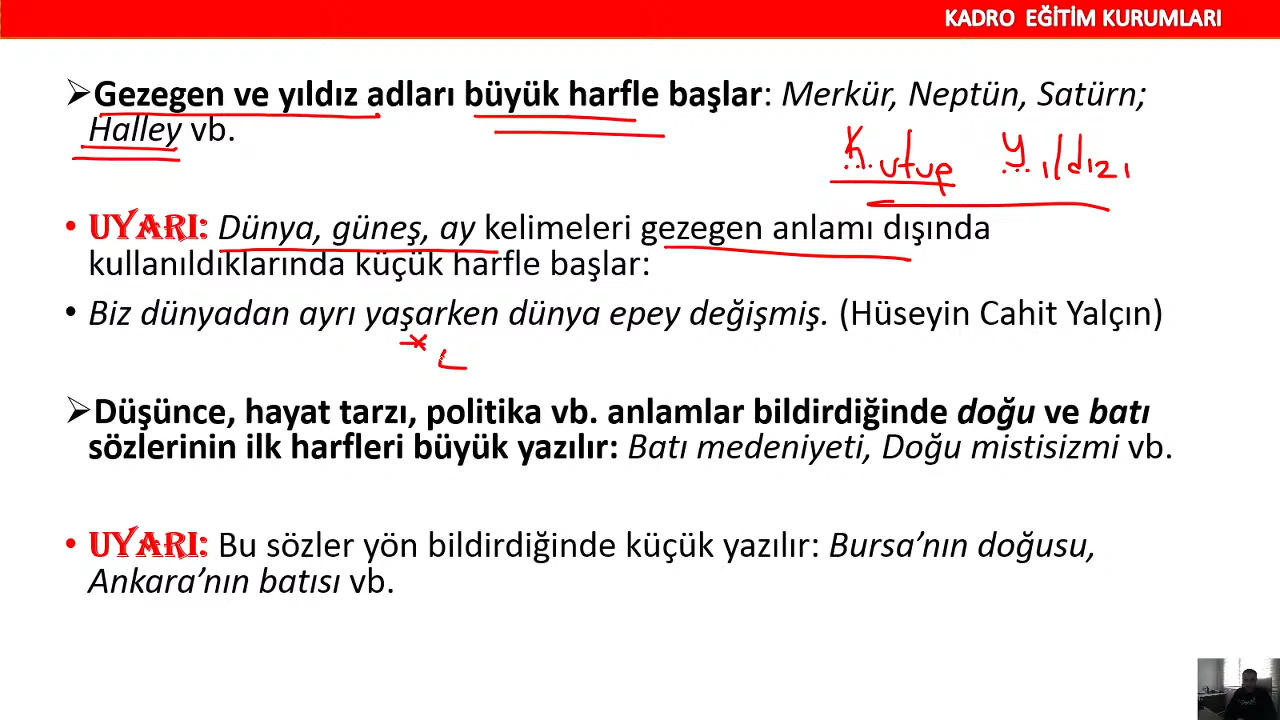 KADRO EĞİTİM KURUMLARI
➢Gezegen ve yıldız adları büyük harfle başlar: Merkür, Neptün, Satürn;
Halley vb.
Kutup Yıldızı
• UYARI: Dünya, güneş, ay kelimeleri gezegen anlamı dışında
kullanıldıklarında küçük harfle başlar:
• Biz dünyadan ayrı yaşarken dünya epey değişmiş. (Hüseyin Cahit Yalçın)
➢Düşünce, hayat tarzı, politika vb. anlamlar bildirdiğinde doğu ve batı
sözlerinin ilk harfleri büyük yazılır: Batı medeniyeti, Doğu mistisizmi vb.
• UYARI: Bu sözler yön bildirdiğinde küçük yazılır: Bursa’nın doğusu,
Ankara’nın batısı vb.